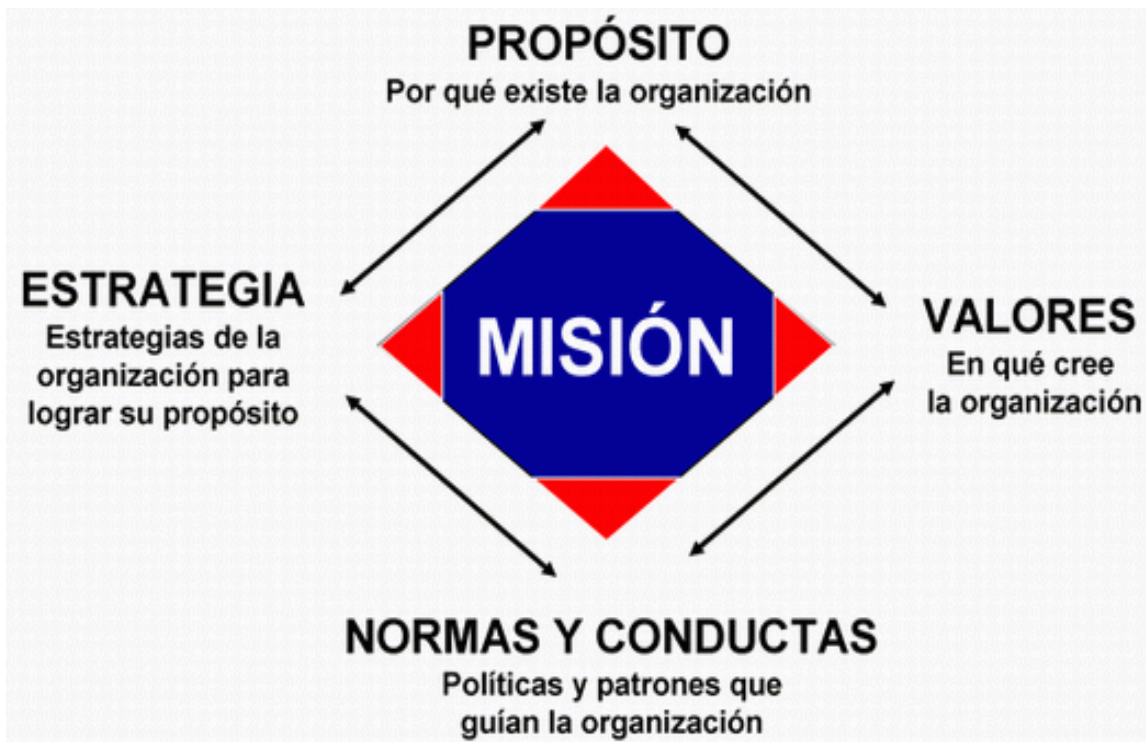 PROPÓSITO
Por qué existe la organización
ESTRATEGIA
Estrategias de la
organización para
lograr su propósito
MISIÓN
VALORES
En qué cree
la organización
NORMAS Y CONDUCTAS
Políticas y patrones que
guían la organización